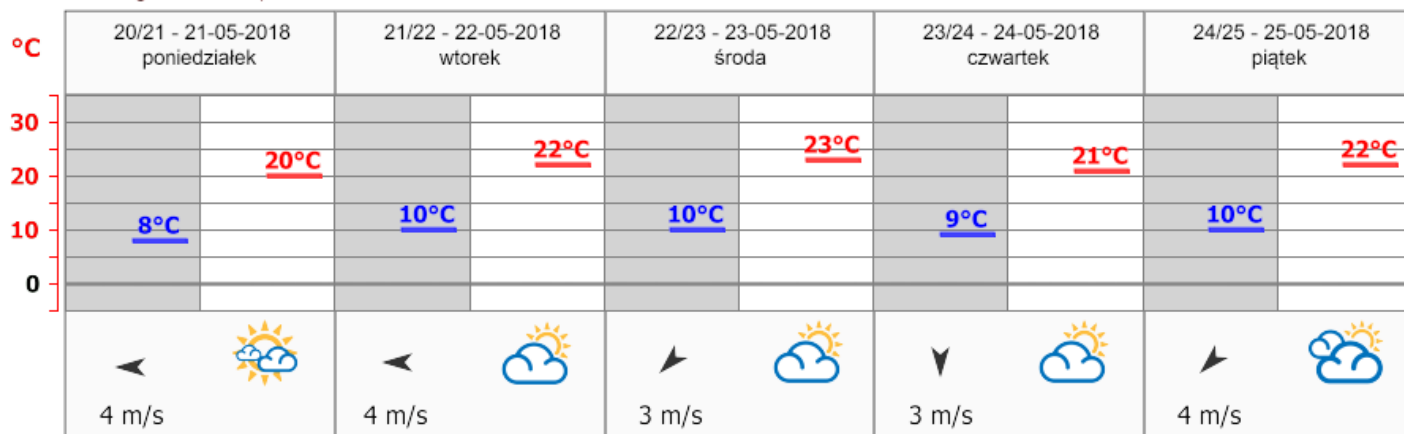 °C
20/21 - 21-05-2018
poniedziałek
21/22 - 22-05-2018
wtorek
22/23 - 23-05-2018
środa
23/24 - 24-05-2018
czwartek
24/25 - 25-05-2018
piątek
30
20
10
0
8°C
20°C
10°C
22°C
10°C
23°C
9°C
21°C
10°C
22°C
4 m/s
4 m/s
3 m/s
3 m/s
4 m/s